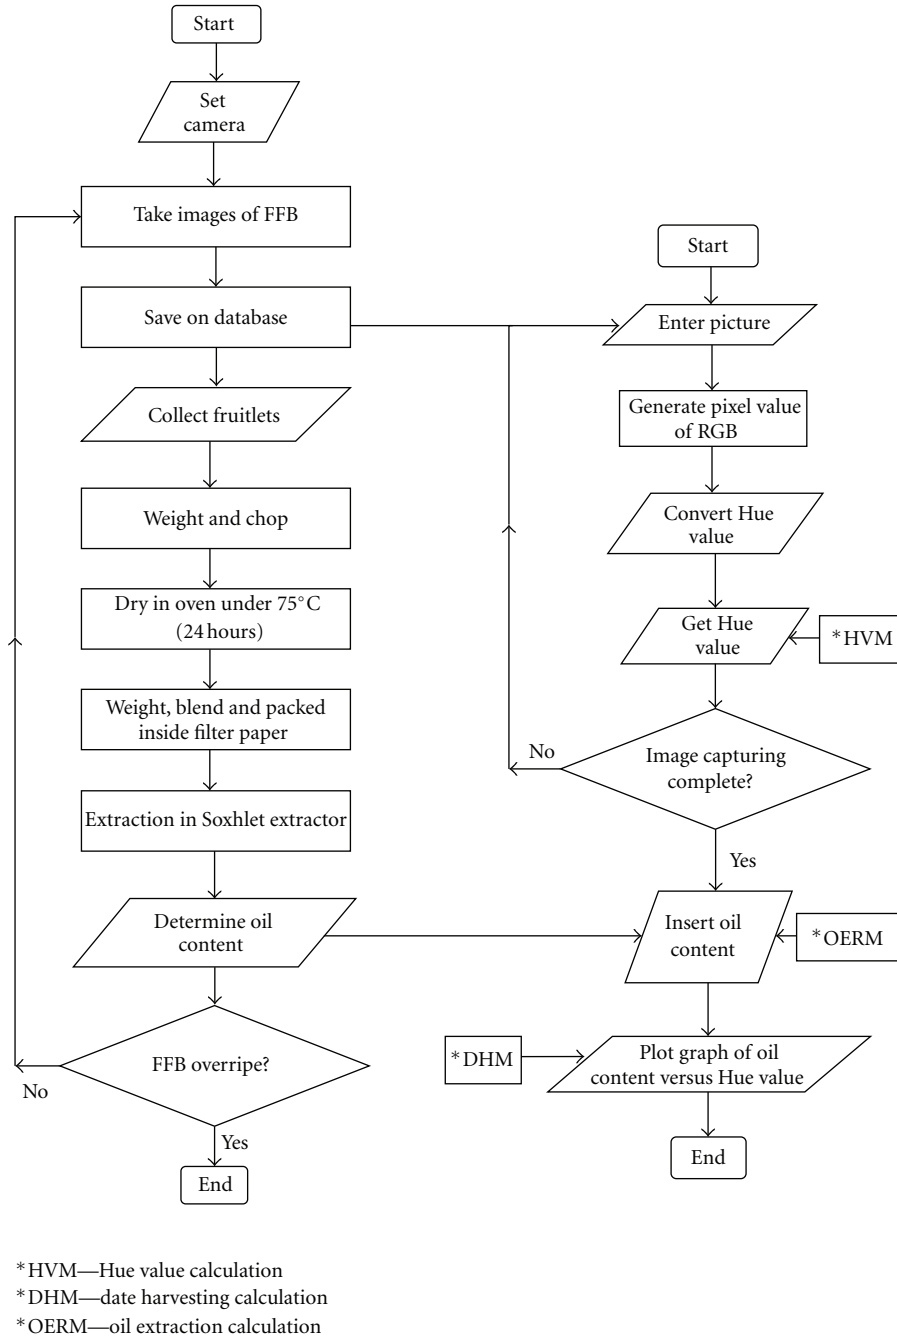 Start
Set
camera
Take images of FFB
Save on database
Collect fruitlets
Weight and chop
Dry in oven under 75°C
(24 hours)
Weight, blend and packed
inside filter paper
Extraction in Soxhlet extractor
Determine oil
content
FFB overripe?
No
Yes
End
Start
Enter picture
Generate pixel value
of RGB
Convert Hue
value
Get Hue
value
*HVM
Image capturing
complete?
No
Yes
Insert oil
content
*OERM
*DHM
Plot graph of oil
content versus Hue value
End
*HVM—Hue value calculation
*DHM—date harvesting calculation
*OERM—oil extraction calculation